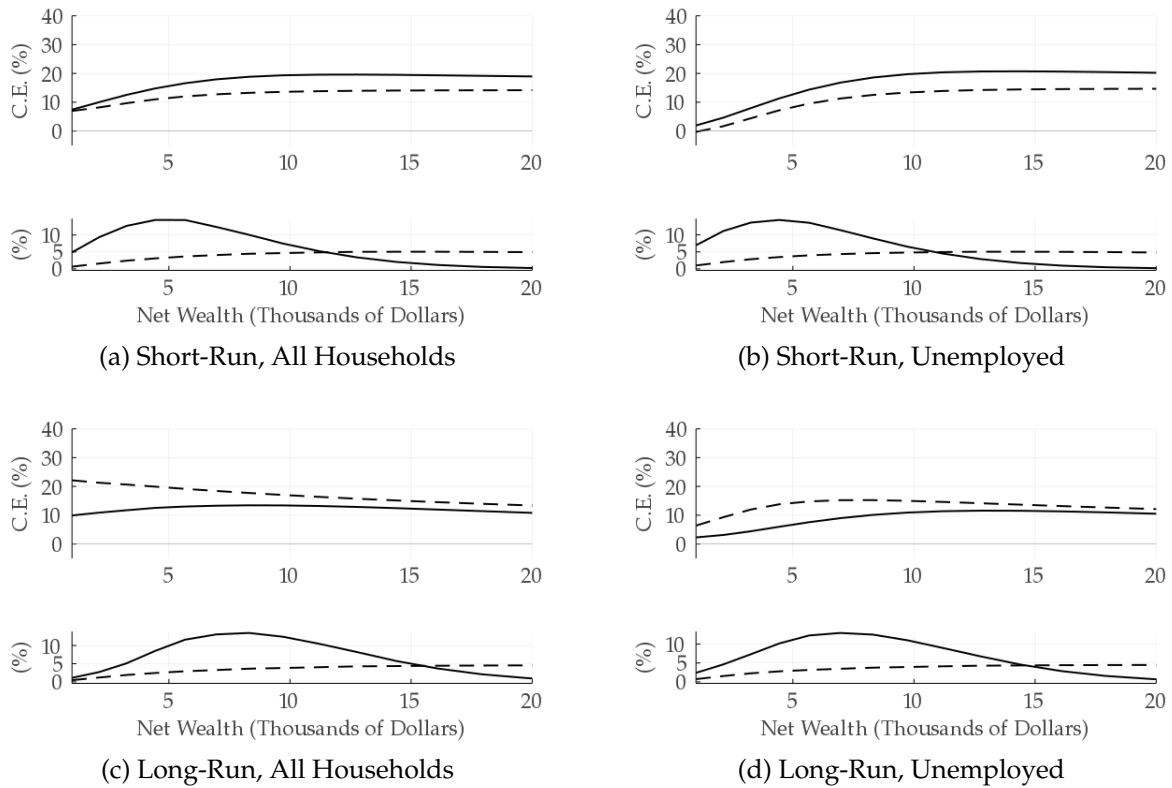 40
30
20
10
0
C.E. (%)
5 10 15 20
10
5
0
(%)
5 10 15 20
Net Wealth (Thousands of Dollars)
(a) Short-Run, All Households
40
30
20
10
0
C.E. (%)
5 10 15 20
10
5
0
(%)
5 10 15 20
Net Wealth (Thousands of Dollars)
(b) Short-Run, Unemployed
40
30
20
10
0
C.E. (%)
5 10 15 20
10
5
0
(%)
5 10 15 20
Net Wealth (Thousands of Dollars)
(c) Long-Run, All Households
40
30
20
10
0
C.E. (%)
5 10 15 20
10
5
0
(%)
5 10 15 20
Net Wealth (Thousands of Dollars)
(d) Long-Run, Unemployed